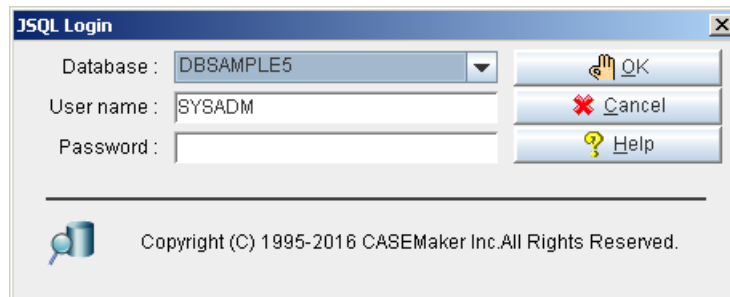 JSQL Login
Database : DBSAMPLE5 OK
User name : SYSADM Cancel
Password : Help
Copyright (C) 1995-2016 CASEMaker Inc.All Rights Reserved.